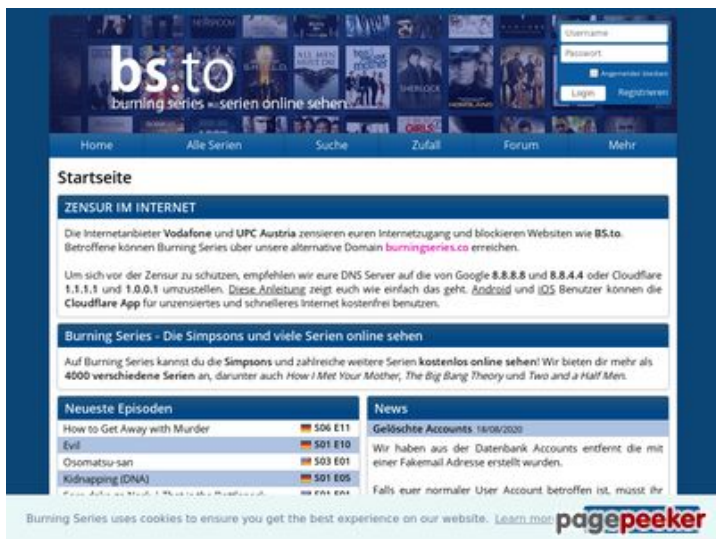 Username
bs.to
Passwort
Angemeldet bleiben
burning series - serien online sehen
Login Registrieren
Home Alle Serien Suche Zufall Forum Mehr
Startseite
ZENSUR IM INTERNET
Die Internetanbieter Vodafone und UPC Austria zensieren euren Internetzugang und blockieren Websiten wie BS.to.
Betroffene können Burning Series über unsere alternative Domain burningseries.co erreichen.
Um sich vor der Zensur zu schützen, empfehlen wir eure DNS Server auf die von Google 8.8.8.8 und 8.8.4.4 oder Cloudflare
1.1.1.1 und 1.0.0.1 umzustellen. Diese Anleitung zeigt euch wie einfach das geht. Android und iOS Benutzer können die
Cloudflare App für unzensiertes und schnelleres Internet kostenfrei benutzen.
Burning Series - Die Simpsons und viele Serien online sehen
Auf Burning Series kannst du die Simpsons und zahlreiche weitere Serien kostenlos online sehen! Wir bieten dir mehr als
4000 verschiedene Serien an, darunter auch How I Met Your Mother, The Big Bang Theory und Two and a Half Men.
Neueste Episoden
How to Get Away with Murder S06 E11
Evil S01 E10
Osomatsu-san S03 E01
Kidnapping (DNA) S01 E05
News
Gelöschte Accounts 18/08/2020
Wir haben aus der Datenbank Accounts entfernt die mit
einer Fakemail Adresse erstellt wurden.
Falls euer normaler User Account betroffen ist, müsst ihr
Burning Series uses cookies to ensure you get the best experience on our website. Learn more
pagepeeker